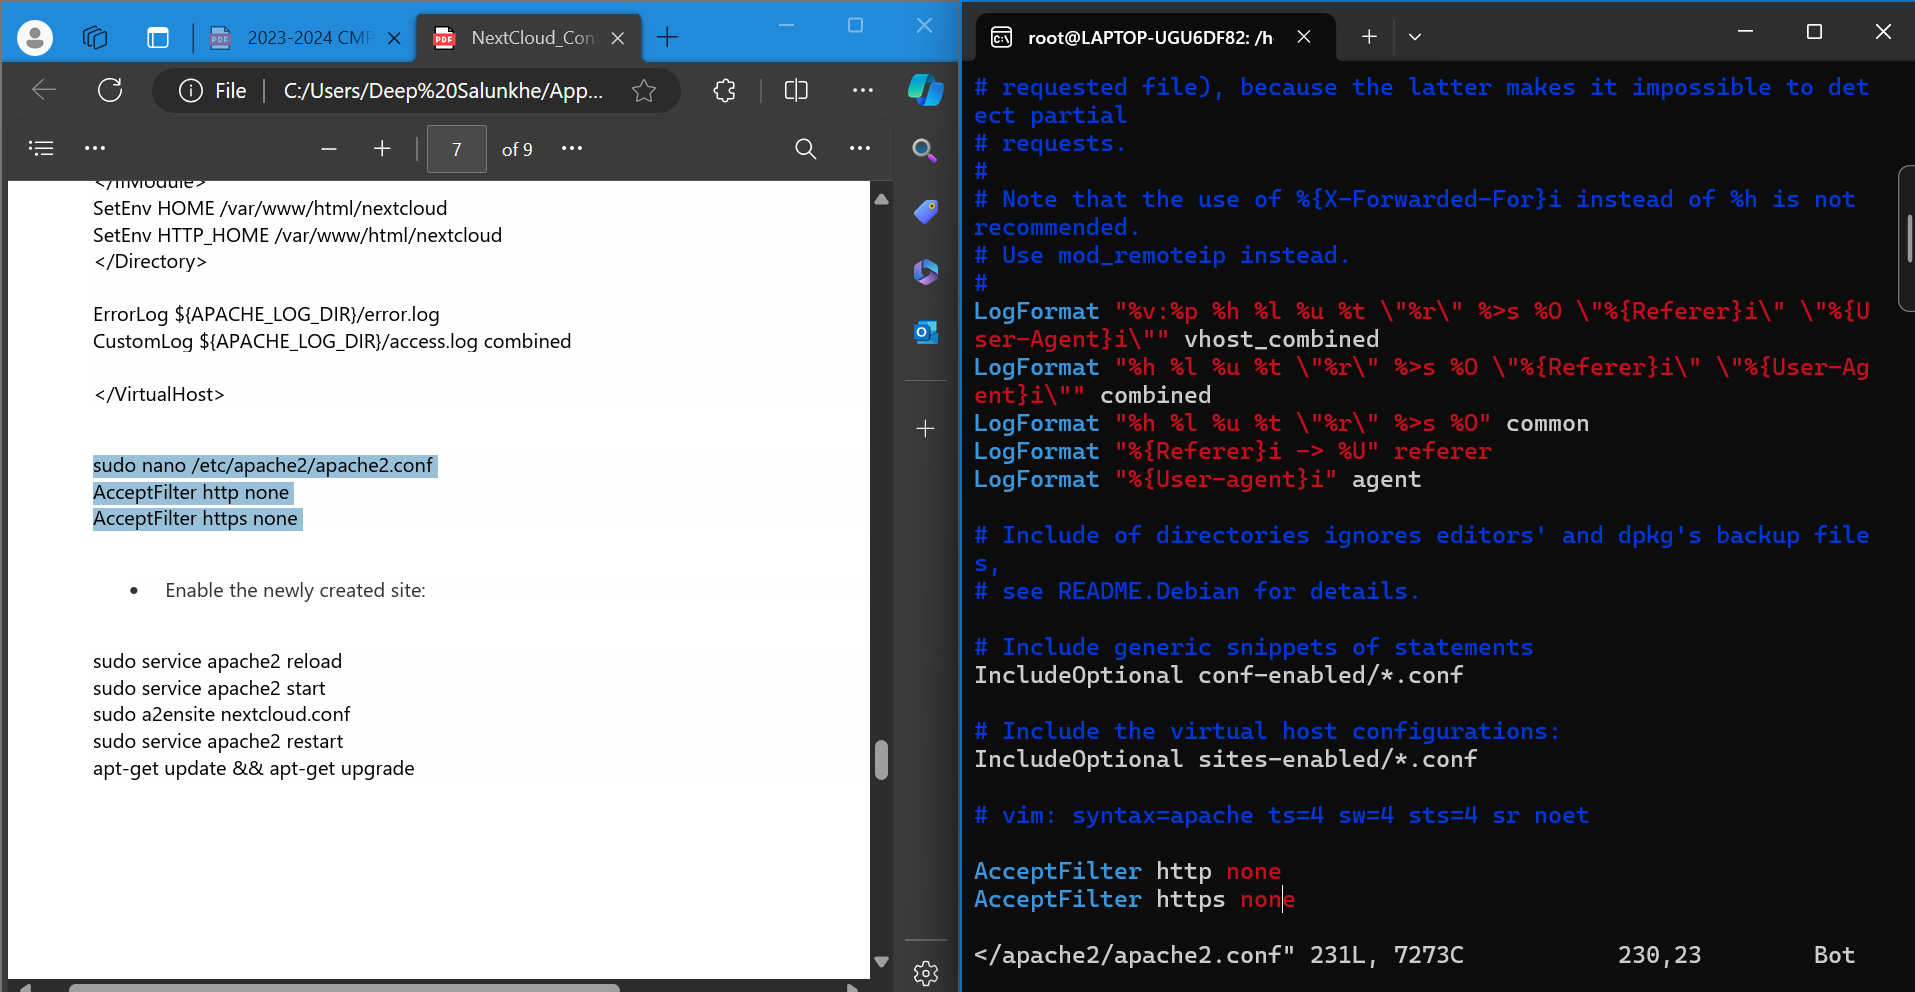 2023-2024 CMP
NextCloud_Con
File
C:/Users/Deep%20Salunkhe/App...
7
of 9
</mModule>
SetEnv HOME /var/www/html/nextcloud
SetEnv HTTP_HOME /var/www/html/nextcloud
</Directory>
ErrorLog ${APACHE_LOG_DIR}/error.log
CustomLog ${APACHE_LOG_DIR}/access.log combined
</VirtualHost>
sudo nano /etc/apache2/apache2.conf
AcceptFilter http none
AcceptFilter https none
• Enable the newly created site:
sudo service apache2 reload
sudo service apache2 start
sudo a2ensite nextcloud.conf
sudo service apache2 restart
apt-get update && apt-get upgrade
root@LAPTOP-UGU6DF82: /h
# requested file), because the latter makes it impossible to det
ect partial
# requests.
#
# Note that the use of %{X-Forwarded-For}i instead of %h is not
recommended.
# Use mod_remoteip instead.
#
LogFormat "%v:%p %h %l %u %t \"%r\" %>s %O \"%{Referer}i\" \"%{U
ser-Agent}i\"" vhost_combined
LogFormat "%h %l %u %t \"%r\" %>s %O \"%{Referer}i\" \"%{User-Ag
ent}i\"" combined
LogFormat "%h %l %u %t \"%r\" %>s %O" common
LogFormat "%{Referer}i -> %U" referer
LogFormat "%{User-agent}i" agent
# Include of directories ignores editors' and dpkg's backup file
s,
# see README.Debian for details.
# Include generic snippets of statements
IncludeOptional conf-enabled/*.conf
# Include the virtual host configurations:
IncludeOptional sites-enabled/*.conf
# vim: syntax=apache ts=4 sw=4 sts=4 sr noet
AcceptFilter http none
AcceptFilter https none
</apache2/apache2.conf" 231L, 7273C 230,23 Bot